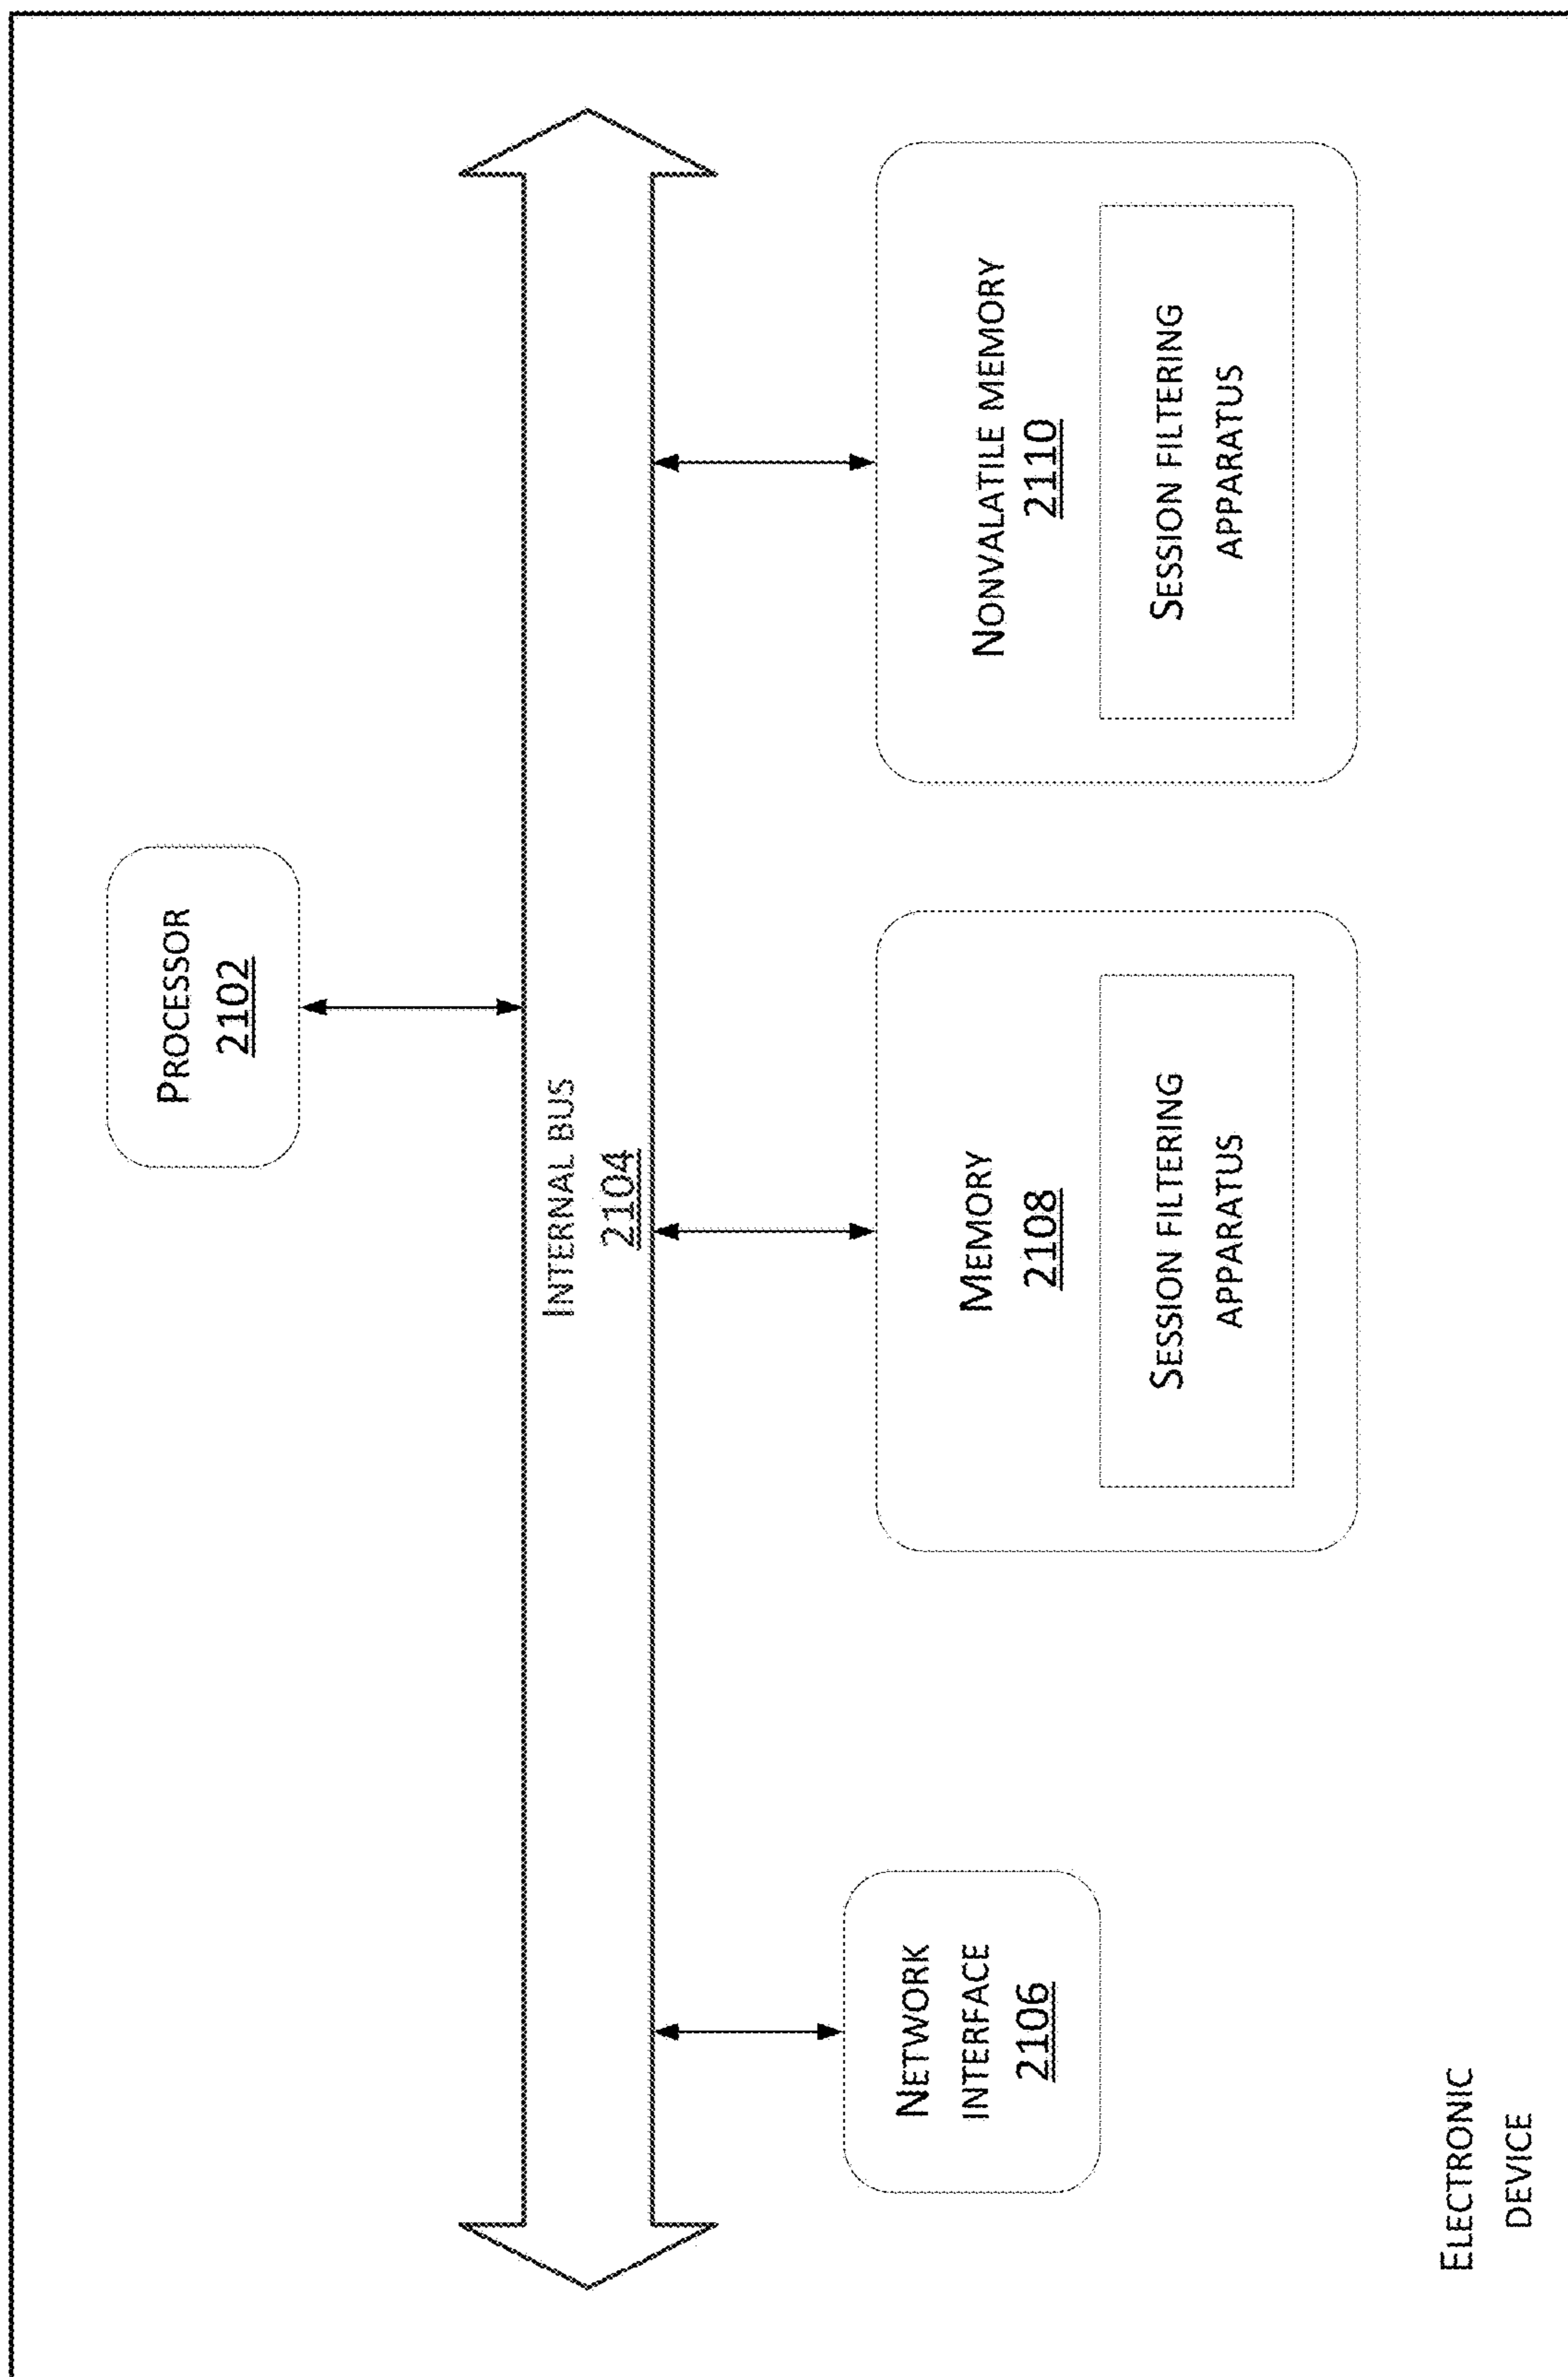 PROCESSOR
2102
INTERNAL BUS
2104
NETWORK
INTERFACE
2106
MEMORY
2108
SESSION FILTERING
APPARATUS
NONVALATILE MEMORY
2110
SESSION FILTERING
APPARATUS
ELECTRONIC
DEVICE